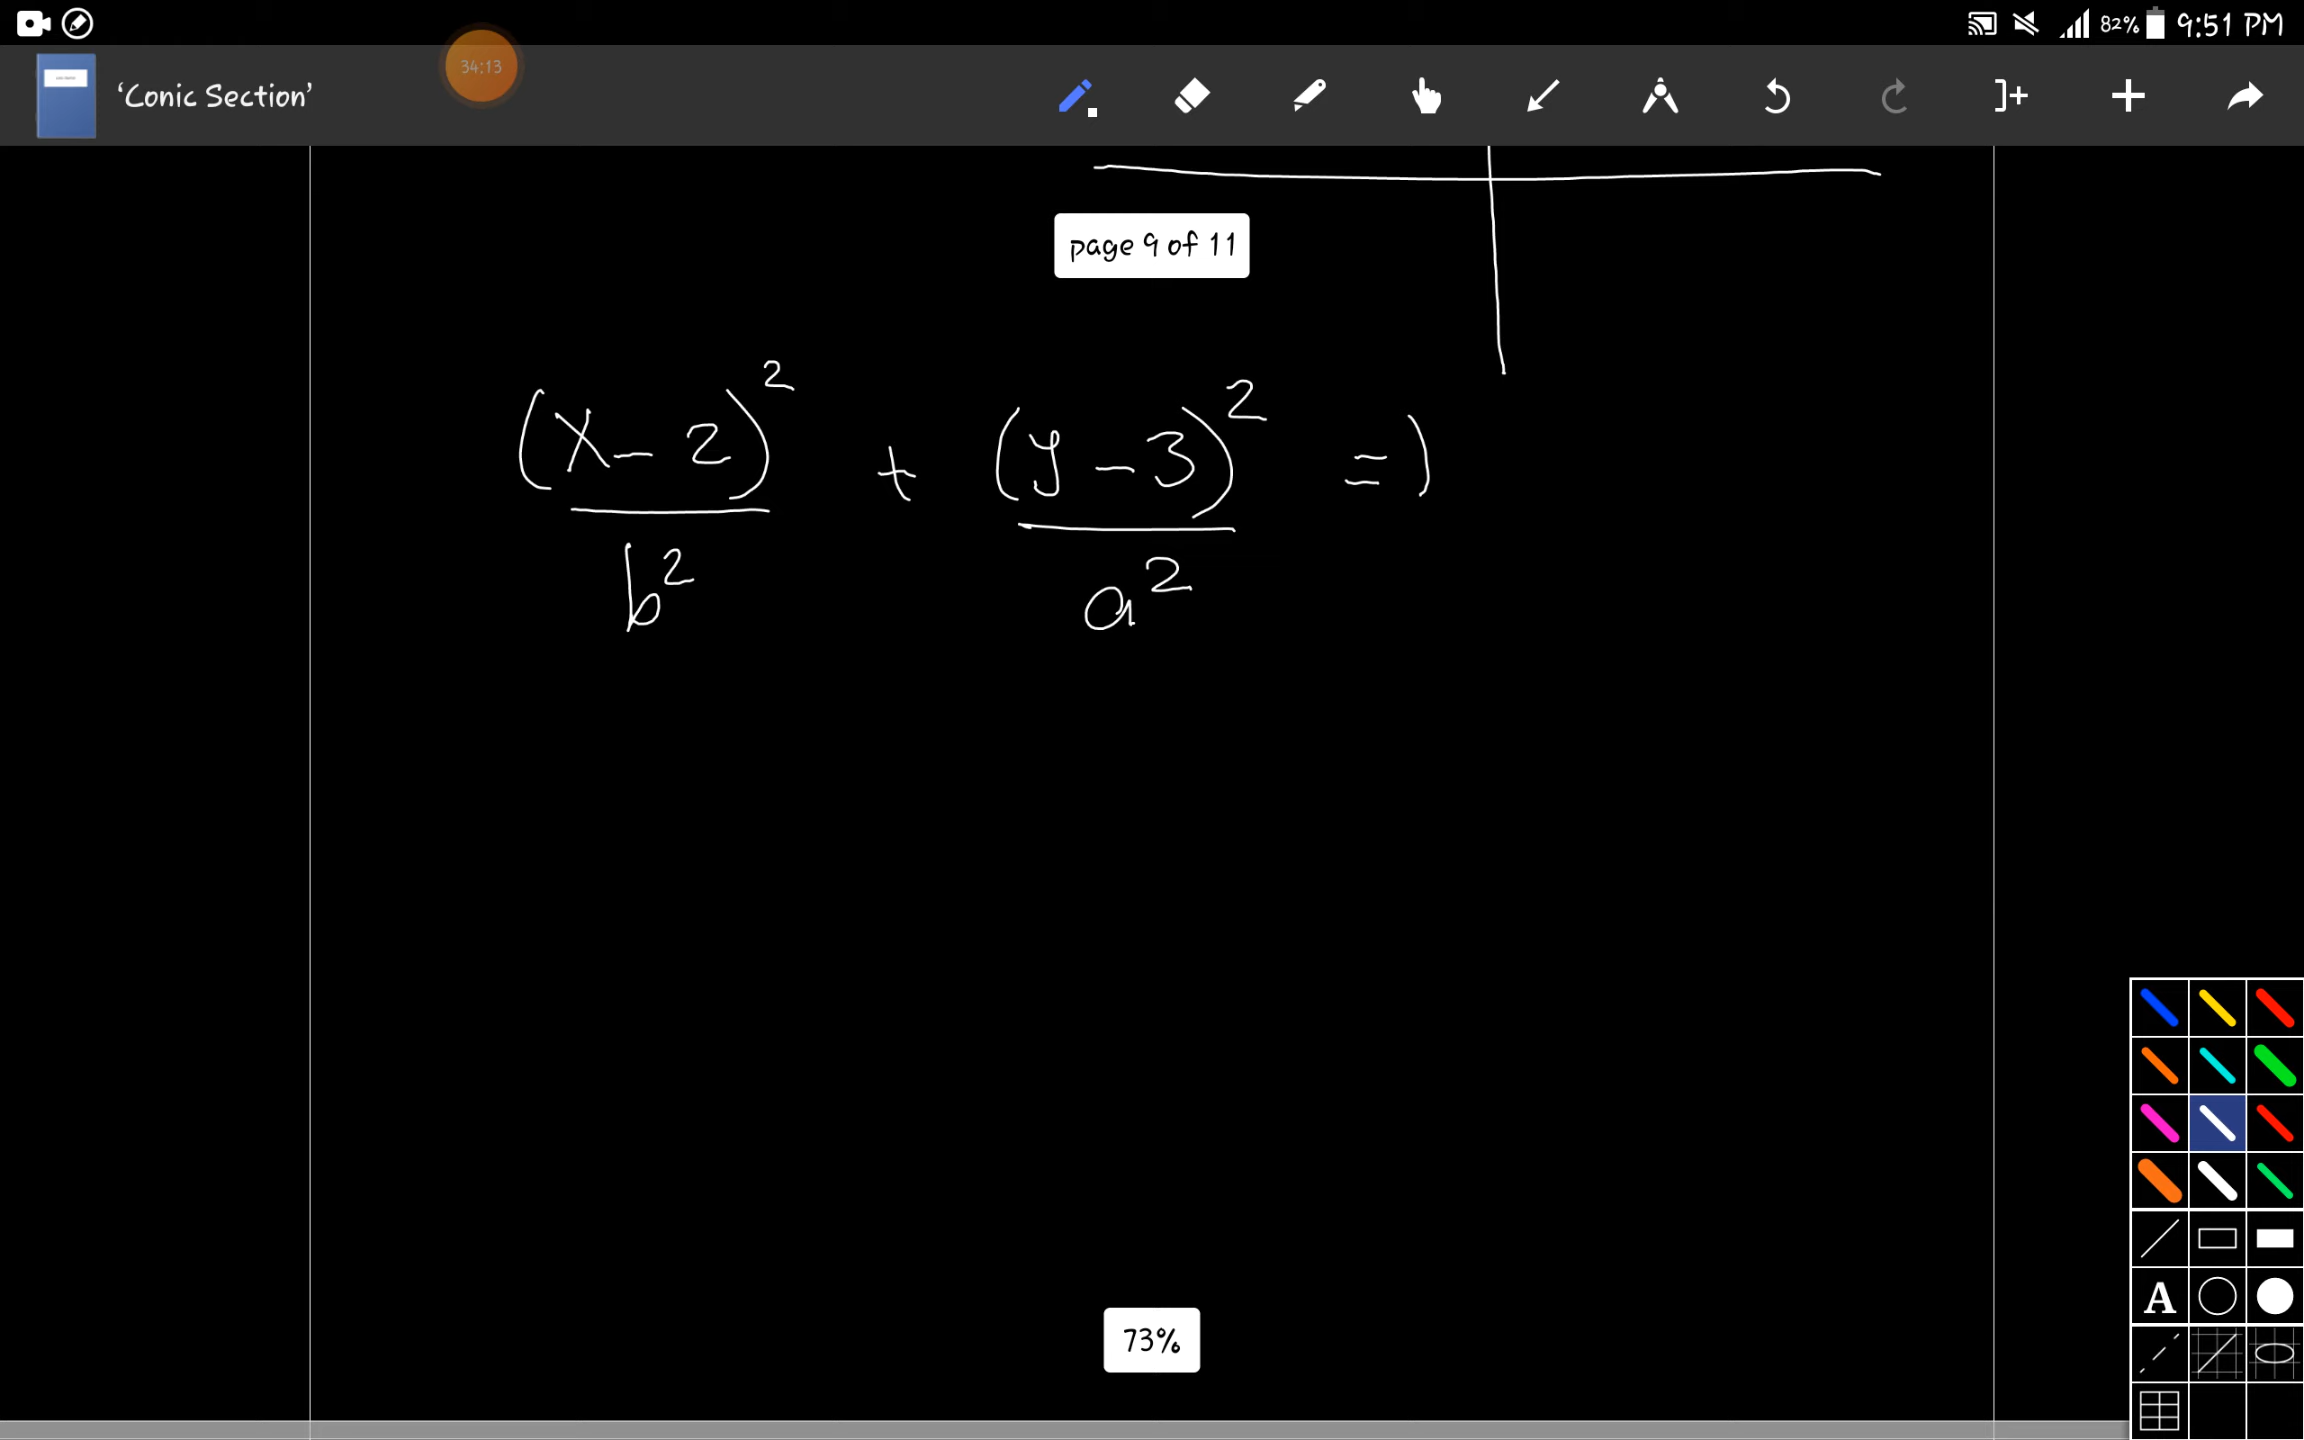 82% 9:51 PM
'Conic Section' 34:13
page 9 of 11
(x-2)² / b² + (y-3)² / a² = 1
A
73%